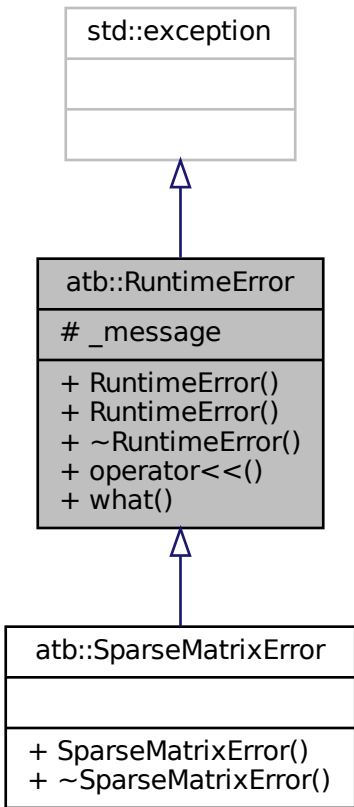 std::exception
atb::RuntimeError
# _message
+ RuntimeError()
+ RuntimeError()
+ ~RuntimeError()
+ operator<<()
+ what()
atb::SparseMatrixError
+ SparseMatrixError()
+ ~SparseMatrixError()